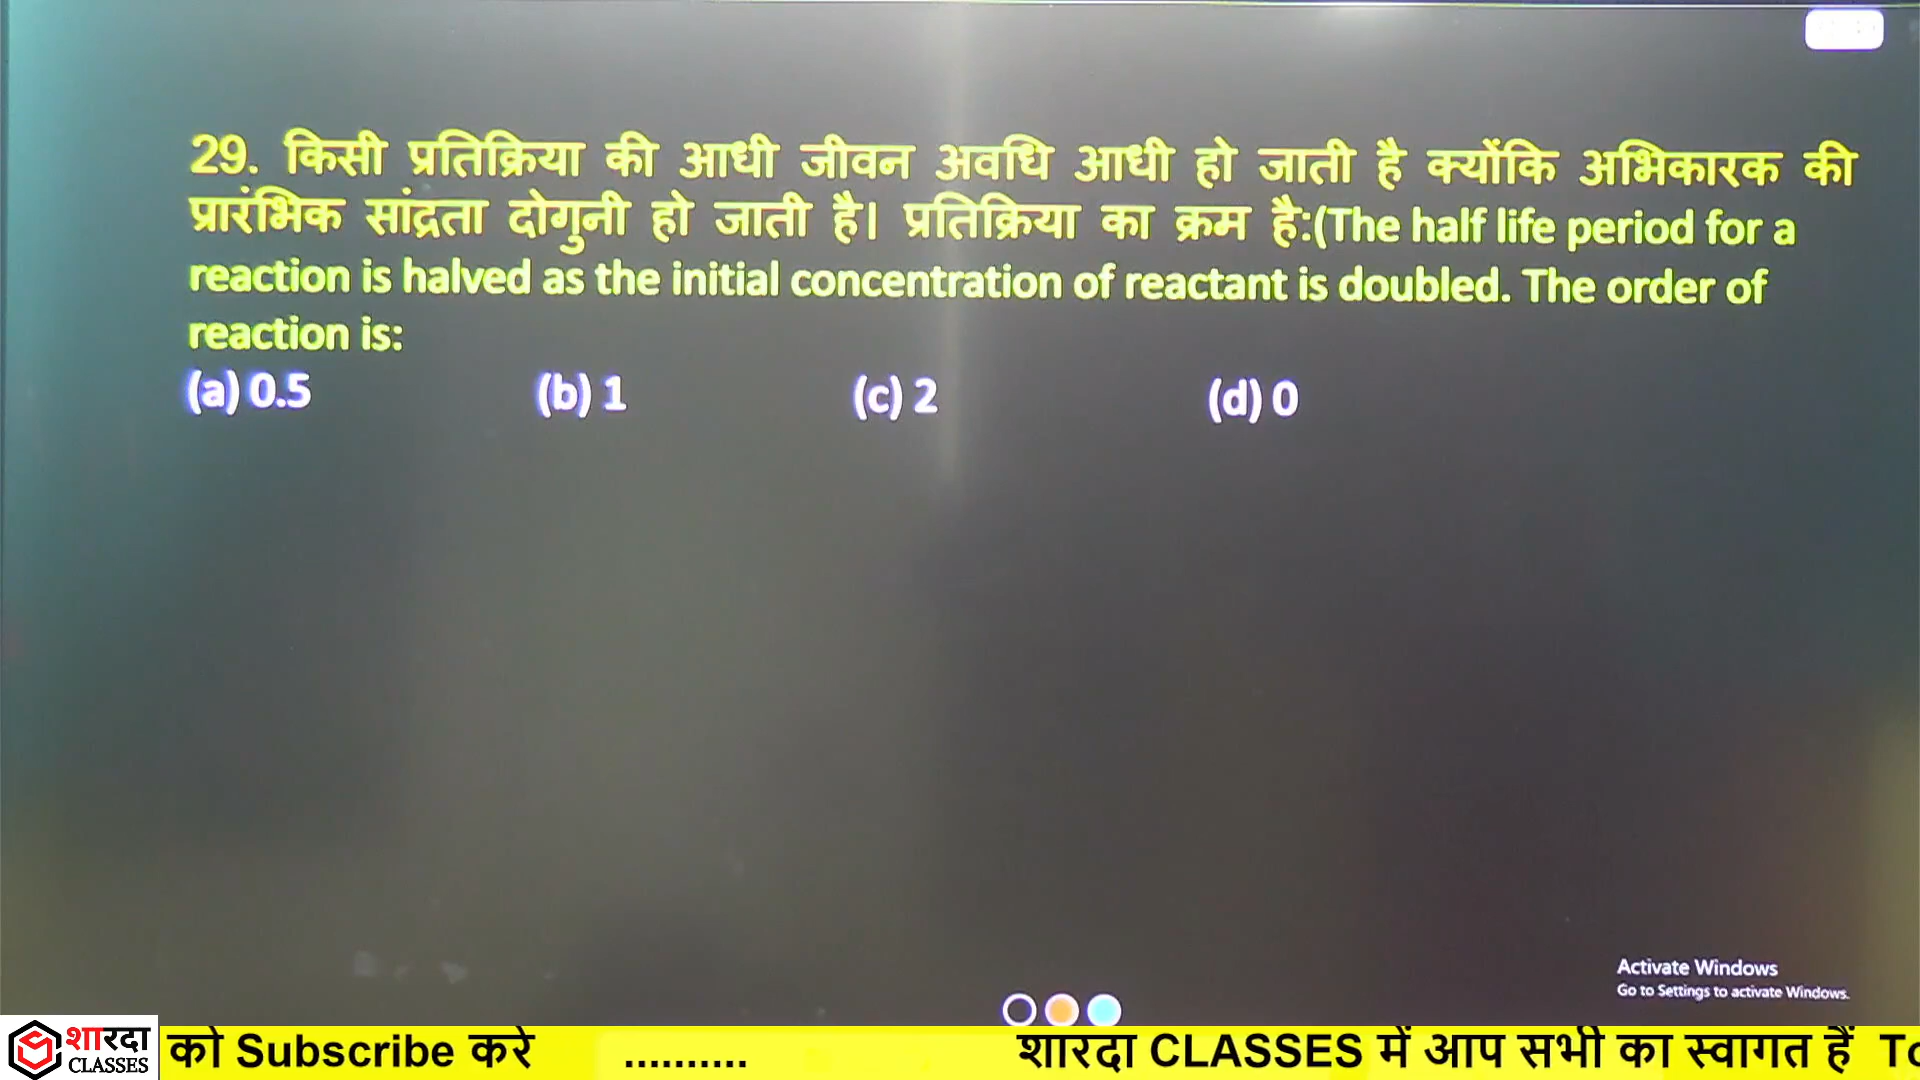 29. किसी प्रतिक्रिया की आधी जीवन अवधि आधी हो जाती है क्योंकि अभिकारक की
प्रारंभिक सांद्रता दोगुनी हो जाती है। प्रतिक्रिया का क्रम है:(The half life period for a
reaction is halved as the initial concentration of reactant is doubled. The order of
reaction is:
(a) 0.5 (b) 1 (c) 2 (d) 0
Activate Windows
Go to Settings to activate Windows.
शारदा
CLASSES
को Subscribe करे .......... शारदा CLASSES में आप सभी का स्वागत हैं To